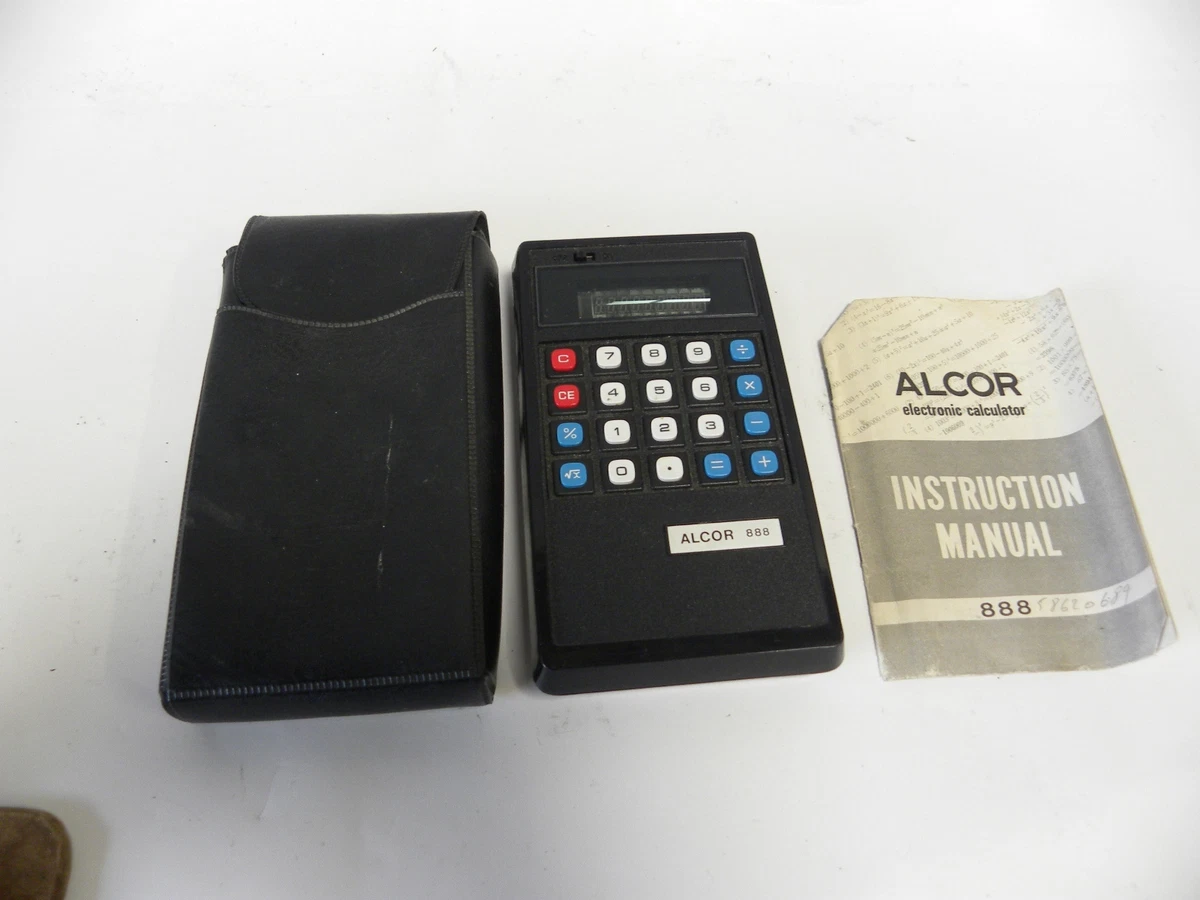 C 7 8 9 ÷
CE 4 5 6 ×
% 1 2 3 −
√x 0 . = +
ALCOR 888
ALCOR
electronic calculator
INSTRUCTION
MANUAL
888